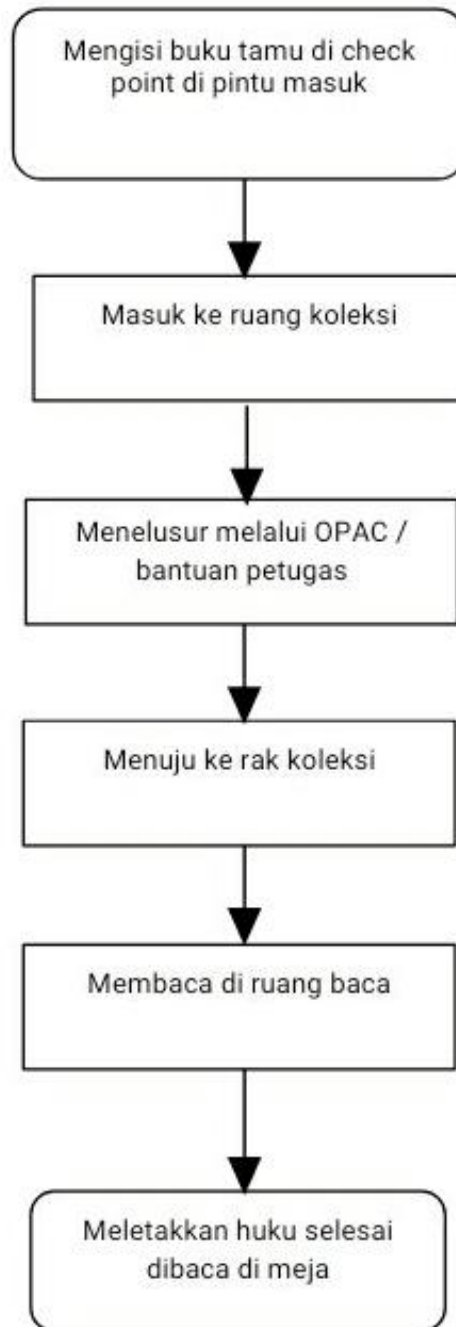 Mengisi buku tamu di check
point di pintu masuk
Masuk ke ruang koleksi
Menelusur melalui OPAC /
bantuan petugas
Menuju ke rak koleksi
Membaca di ruang baca
Meletakkan huku selesai
dibaca di meja